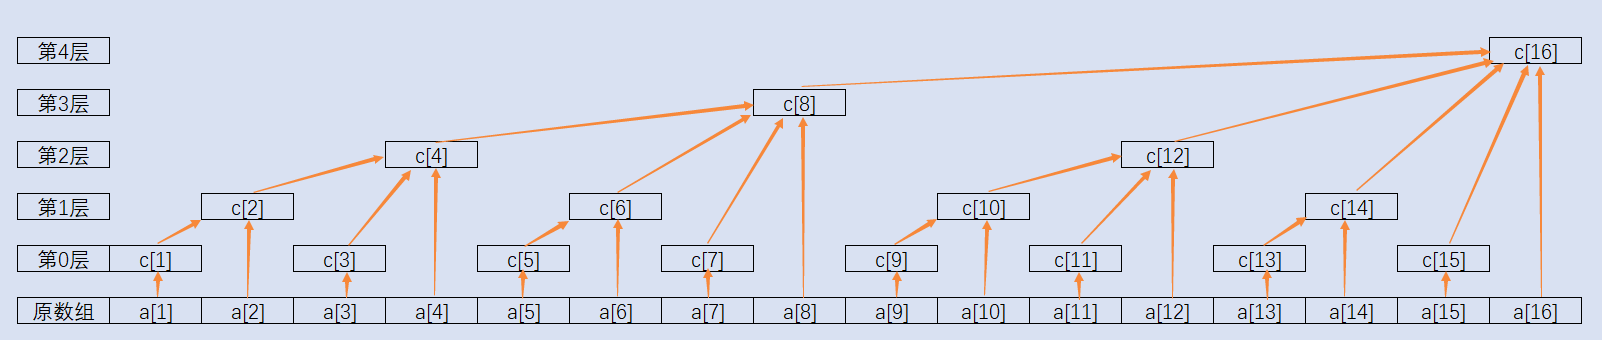 第4层 c[16]
第3层 c[8]
第2层 c[4] c[12]
第1层 c[2] c[6] c[10] c[14]
第0层 c[1] c[3] c[5] c[7] c[9] c[11] c[13] c[15]
原数组 a[1] a[2] a[3] a[4] a[5] a[6] a[7] a[8] a[9] a[10] a[11] a[12] a[13] a[14] a[15] a[16]